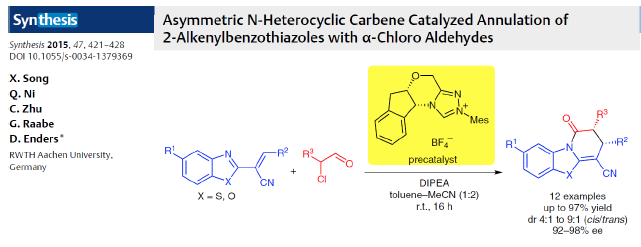 Synthesis
Asymmetric N-Heterocyclic Carbene Catalyzed Annulation of
2-Alkenylbenzothiazoles with α-Chloro Aldehydes
Synthesis 2015, 47, 421–428
DOI 10.1055/s-0034-1379369
X. Song
Q. Ni
C. Zhu
G. Raabe
D. Enders*
RWTH Aachen University,
Germany
R1
N
X
R2
CN
X = S, O
+
R3
O
Cl
O
N
N
N+
Mes
BF4–
precatalyst
DIPEA
toluene–MeCN (1:2)
r.t., 16 h
O
R3
R1
N
R2
X
CN
12 examples
up to 97% yield
dr 4:1 to 9:1 (cis/trans)
92–98% ee